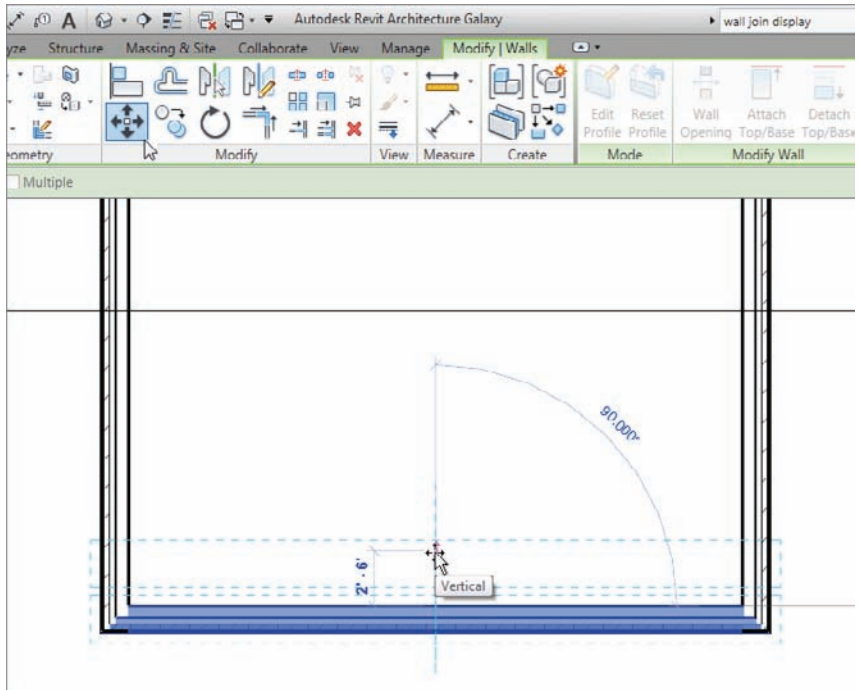 A
Autodesk Revit Architecture Galaxy
wall join display
yze Structure Massing & Site Collaborate View Manage Modify | Walls
Edit Profile
Reset Profile
Wall Opening
Attach Top/Base
Detach Top/Base
eometry Modify View Measure Create Mode Modify Wall
Multiple
90.000°
2' - 6"
Vertical